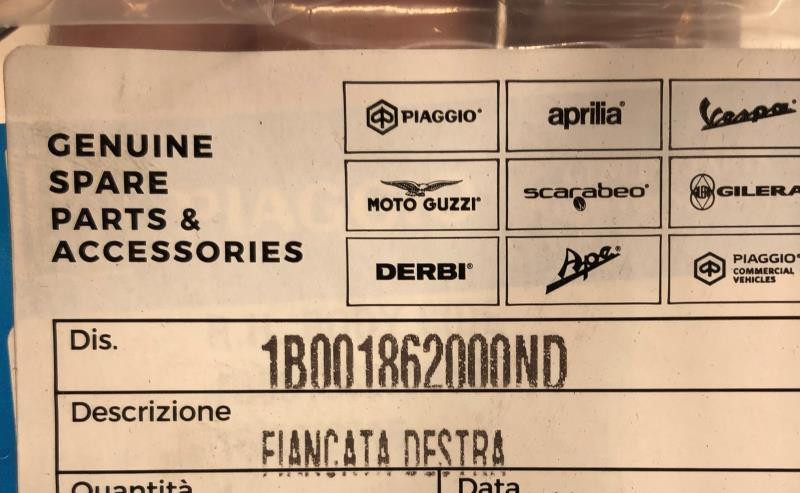 GENUINE
SPARE
PARTS &
ACCESSORIES
PIAGGIO®
aprilia®
Vespa®
MOTO GUZZI®
scarabeo®
GILERA
DERBI®
Ape®
PIAGGIO®
COMMERCIAL
VEHICLES
Dis.
1B001862000ND
Descrizione
FIANCATA DESTRA
Quantità
Data